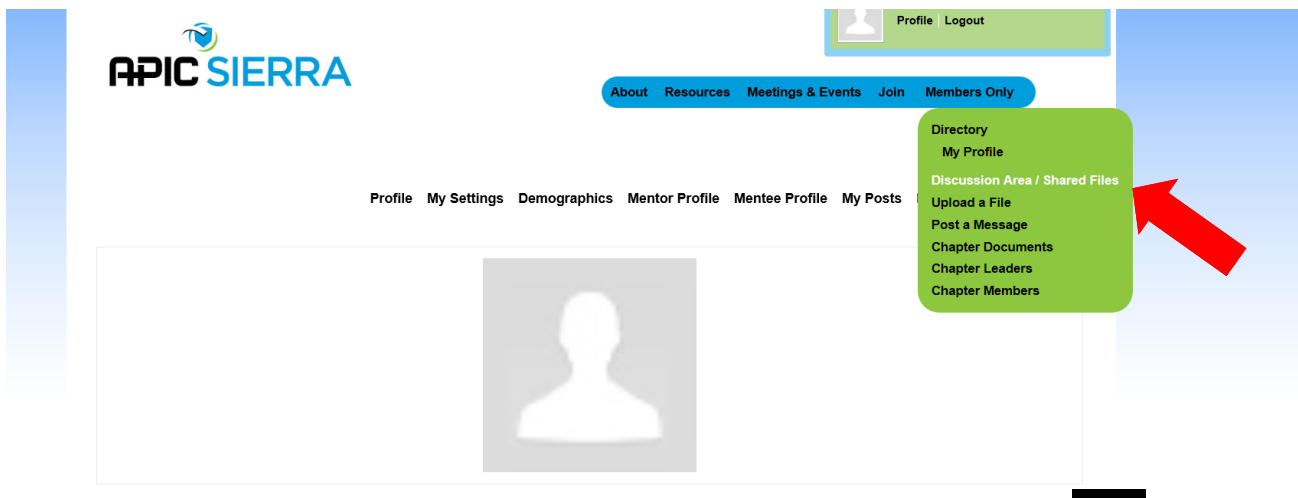 Profile Logout
APIC SIERRA
About Resources Meetings & Events Join Members Only
Directory
My Profile
Discussion Area / Shared Files
Upload a File
Post a Message
Chapter Documents
Chapter Leaders
Chapter Members
Profile My Settings Demographics Mentor Profile Mentee Profile My Posts